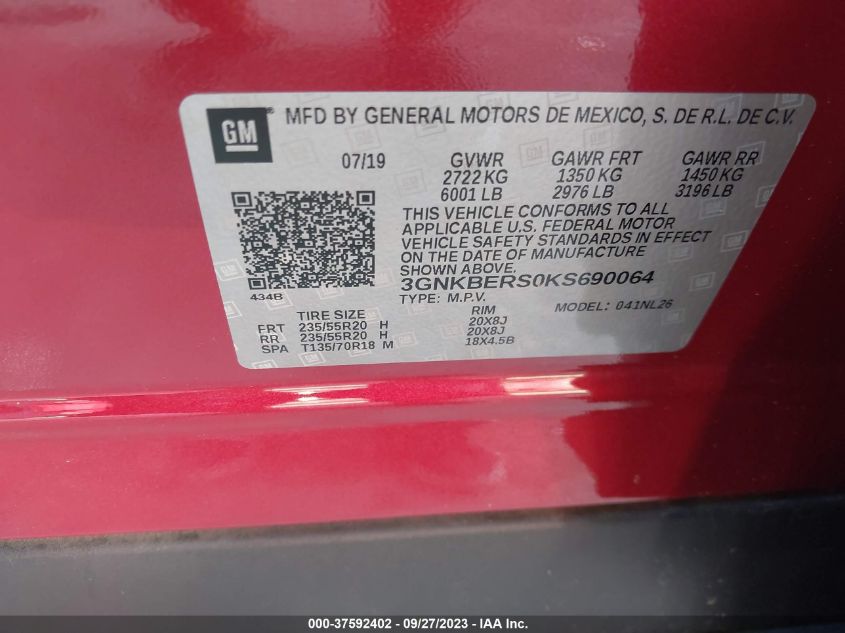 GM®
MFD BY GENERAL MOTORS DE MEXICO, S. DE R.L. DE C.V.
07/19 GVWR GAWR FRT GAWR RR
2722 KG 1350 KG 1450 KG
6001 LB 2976 LB 3196 LB
THIS VEHICLE CONFORMS TO ALL
APPLICABLE U.S. FEDERAL MOTOR
VEHICLE SAFETY STANDARDS IN EFFECT
ON THE DATE OF MANUFACTURE
SHOWN ABOVE.
3GNKBERS0KS690064
434B
TYPE: M.P.V. MODEL: 041NL26
TIRE SIZE RIM
FRT 235/55R20 H 20X8J
RR 235/55R20 H 20X8J
SPA T135/70R18 M 18X4.5B
000-37592402 - 09/27/2023 - IAA Inc.